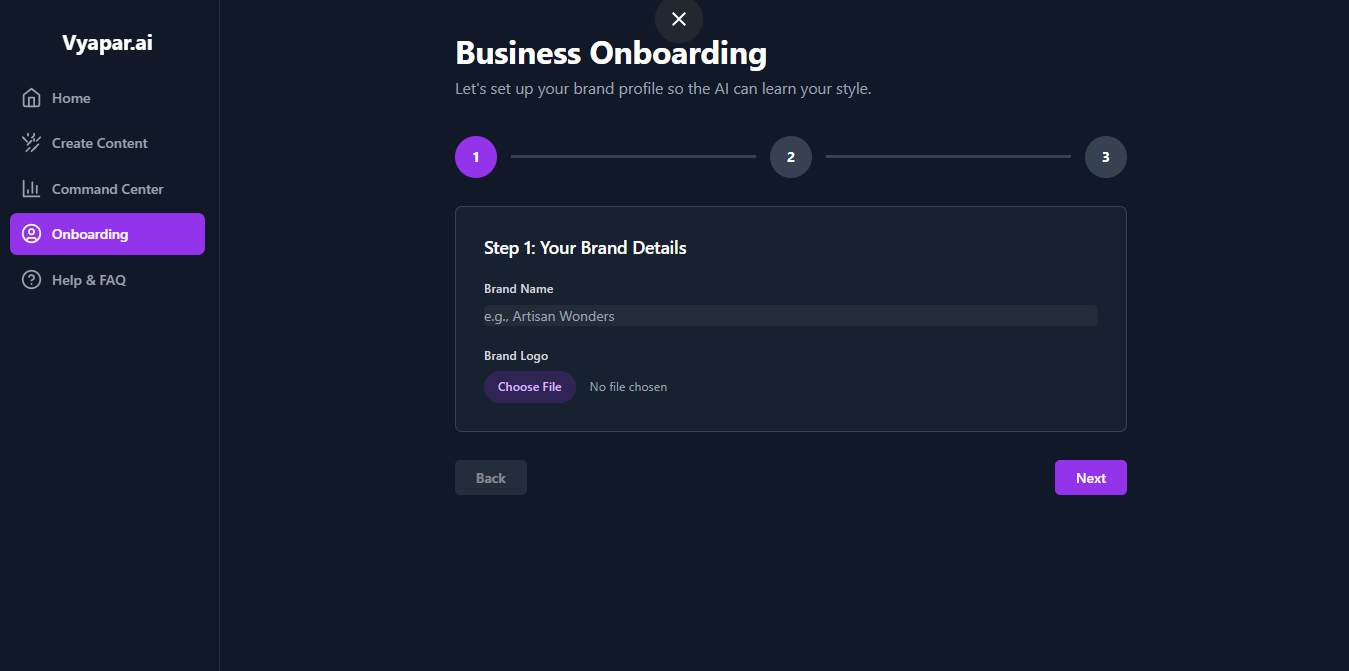 Vyapar.ai
Home
Create Content
Command Center
Onboarding
Help & FAQ
Business Onboarding
Let's set up your brand profile so the AI can learn your style.
1
2
3
Step 1: Your Brand Details
Brand Name
e.g., Artisan Wonders
Brand Logo
Choose File No file chosen
Back
Next